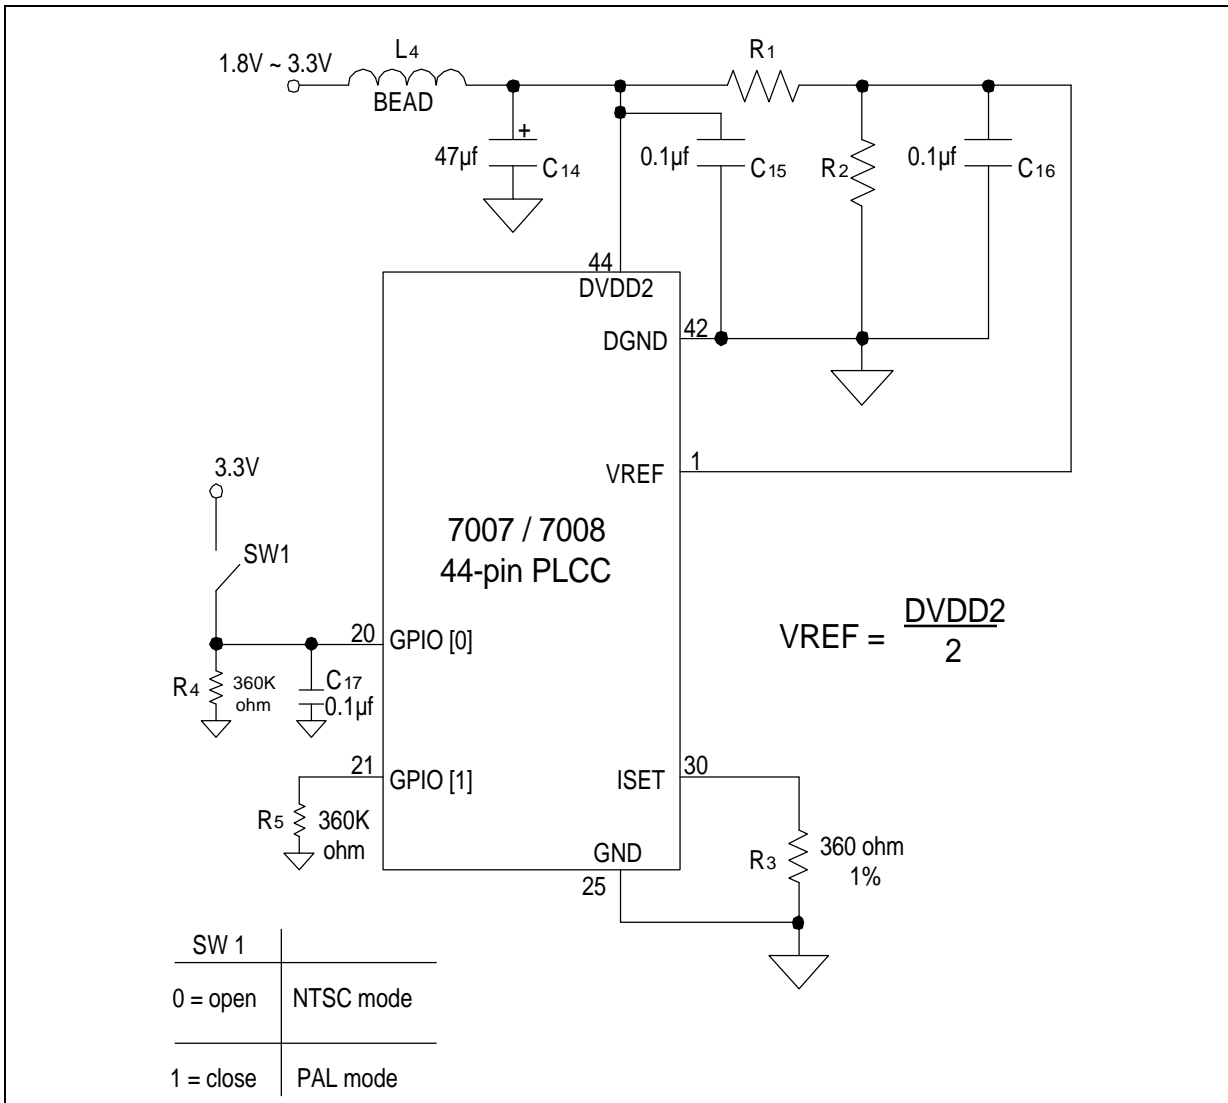 L4
R1
1.8V ~ 3.3V
BEAD
+
47µf
C14
0.1µf
C15
R2
0.1µf
C16
44
DVDD2
DGND
42
VREF
1
3.3V
7007 / 7008
44-pin PLCC
SW1
VREF = DVDD2
2
20
GPIO [0]
R4
360K
ohm
C17
0.1µf
21
GPIO [1]
ISET
30
R5
360K
ohm
GND
25
R3
360 ohm
1%
SW 1
0 = open
NTSC mode
1 = close
PAL mode